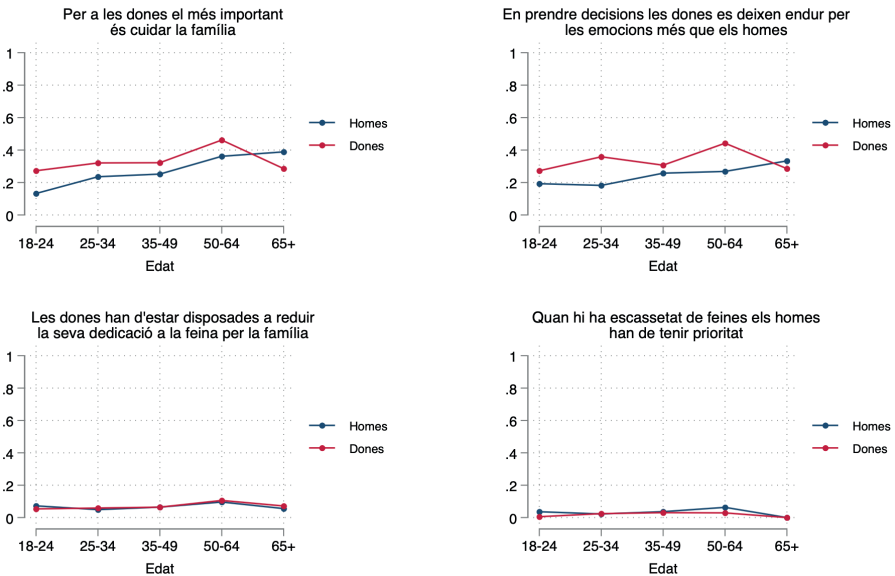 Per a les dones el més important
és cuidar la família
1
.8
.6
.4
.2
0
18-24 25-34 35-49 50-64 65+
Edat
Homes
Dones
En prendre decisions les dones es deixen endur per
les emocions més que els homes
1
.8
.6
.4
.2
0
18-24 25-34 35-49 50-64 65+
Edat
Homes
Dones
Les dones han d'estar disposades a reduir
la seva dedicació a la feina per la família
1
.8
.6
.4
.2
0
18-24 25-34 35-49 50-64 65+
Edat
Homes
Dones
Quan hi ha escassetat de feines els homes
han de tenir prioritat
1
.8
.6
.4
.2
0
18-24 25-34 35-49 50-64 65+
Edat
Homes
Dones